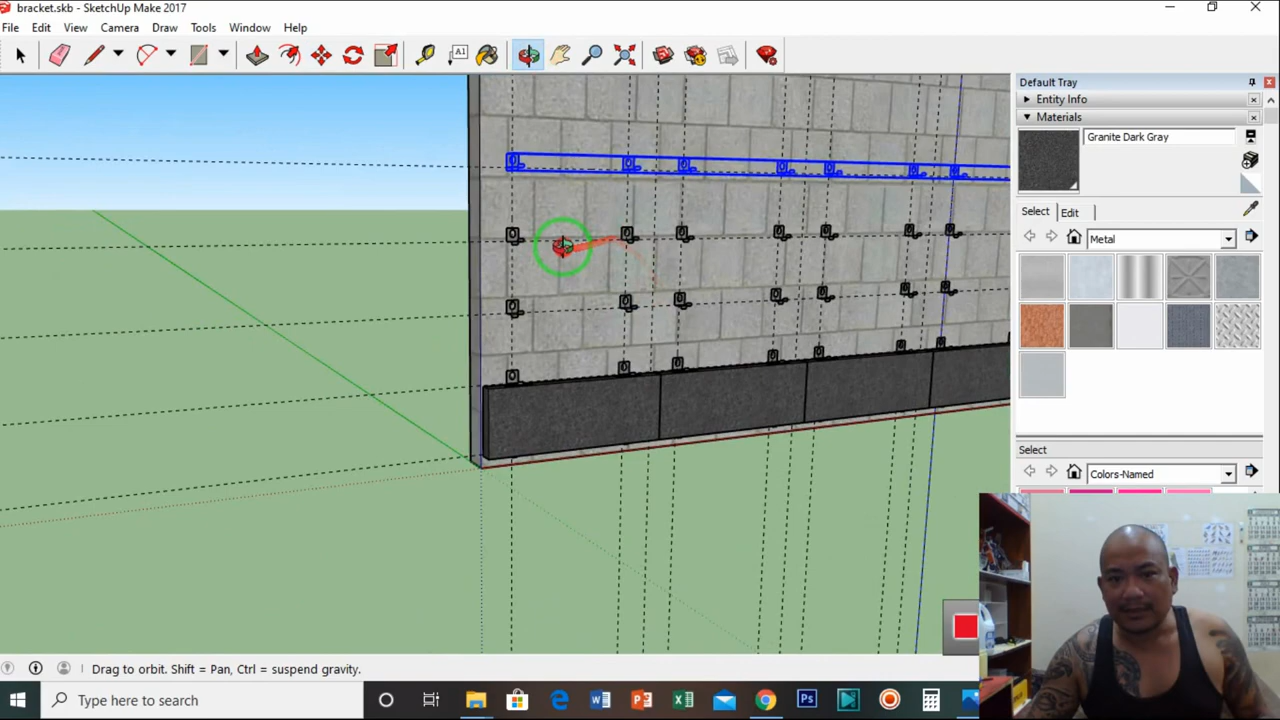 bracket.skb - SketchUp Make 2017
File Edit View Camera Draw Tools Window Help
A1
Default Tray
Entity Info
Materials
Granite Dark Gray
Select Edit
Metal
Select
Colors-Named
Drag to orbit. Shift = Pan, Ctrl = suspend gravity.
Type here to search
Ps